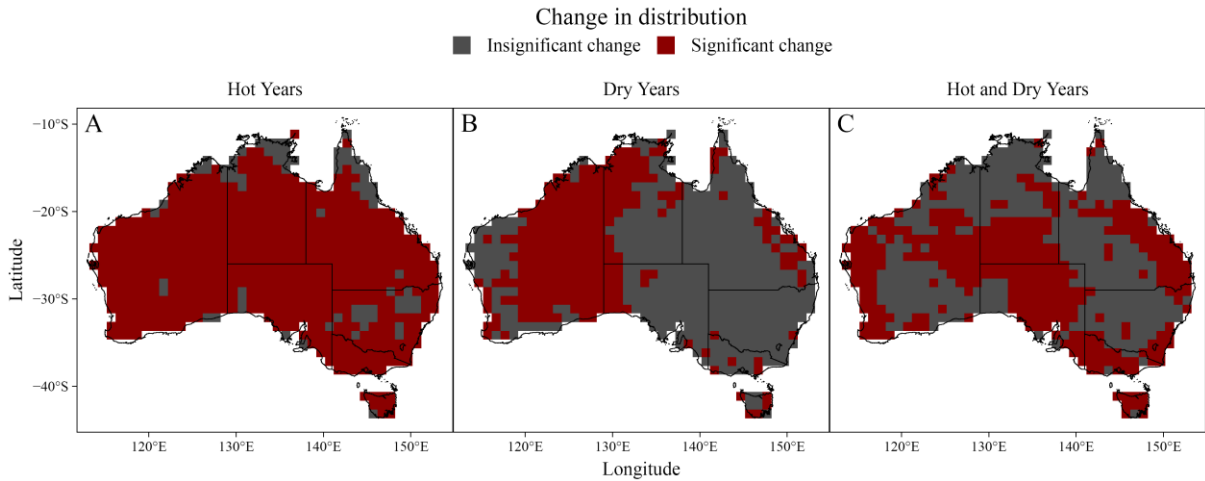 Change in distribution
Insignificant change Significant change
Hot Years Dry Years Hot and Dry Years
A B C
−10°S
−20°S
−30°S
−40°S
Latitude
120°E 130°E 140°E 150°E 120°E 130°E 140°E 150°E 120°E 130°E 140°E 150°E
Longitude